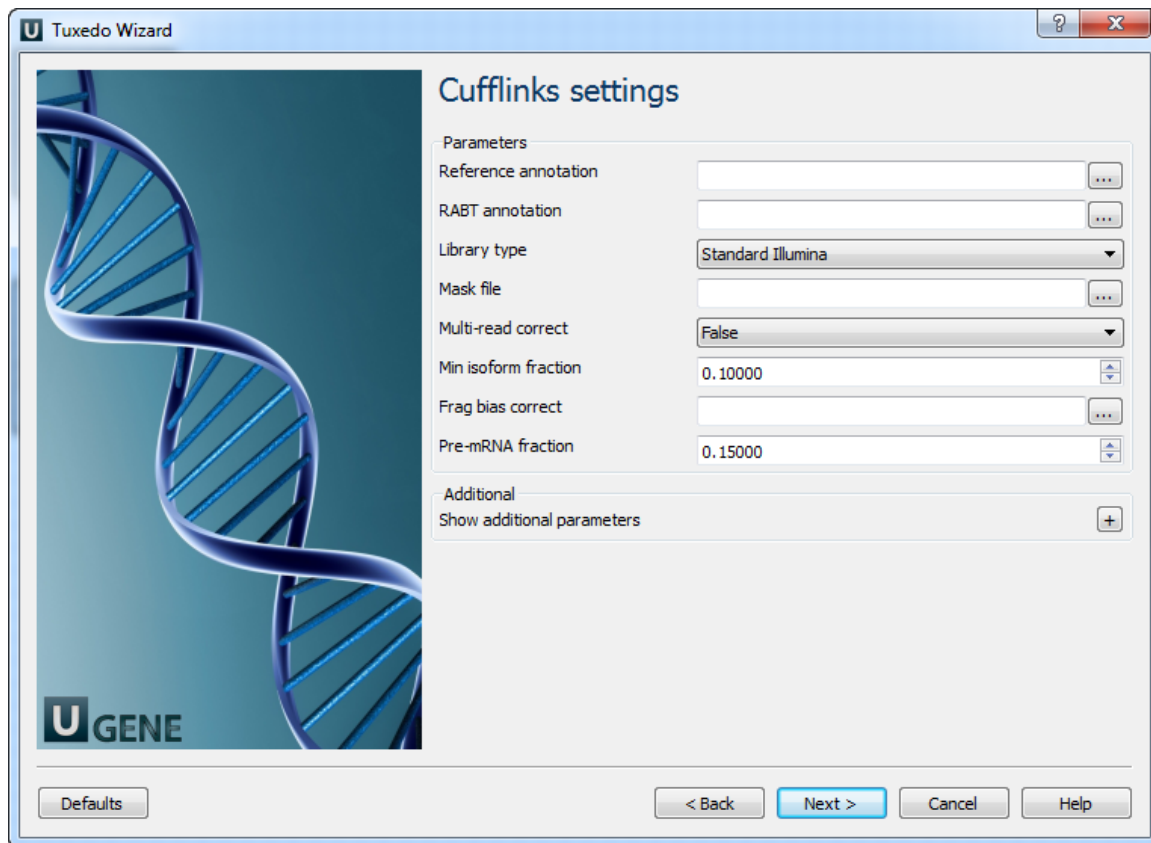 U Tuxedo Wizard
? X
Cufflinks settings
Parameters
Reference annotation ...
RABT annotation ...
Library type Standard Illumina
Mask file ...
Multi-read correct False
Min isoform fraction 0.10000
Frag bias correct ...
Pre-mRNA fraction 0.15000
Additional
Show additional parameters +
U GENE
Defaults < Back Next > Cancel Help